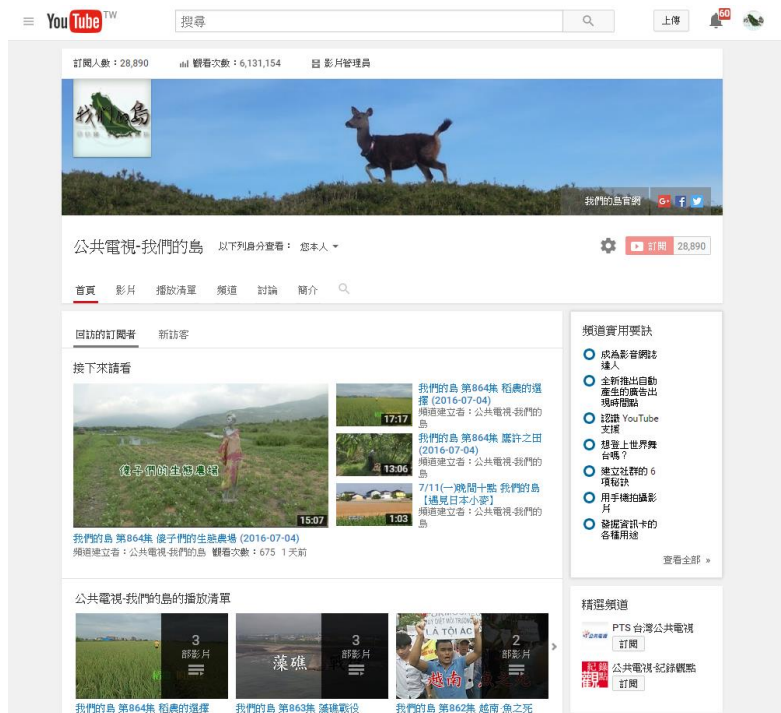 YouTube TW
搜尋
上傳
60
訂閱人數：28,890
觀看次數：6,131,154
影片管理員
我們的島
我們的島官網
公共電視-我們的島
以下列身分查看： 您本人
訂閱 28,890
首頁 影片 播放清單 頻道 討論 簡介
回訪的訂閱者 新訪客
接下來請看
傻子們的生態農場
15:07
我們的島 第864集 傻子們的生態農場 (2016-07-04)
頻道建立者：公共電視-我們的島 觀看次數：675 1 天前
17:17
我們的島 第864集 稻農的選
擇 (2016-07-04)
頻道建立者：公共電視-我們的
島
13:06
我們的島 第864集 應許之田
(2016-07-04)
頻道建立者：公共電視-我們的
島
1:03
7/11(一)晚間十點 我們的島
【遇見日本小麥】
頻道建立者：公共電視-我們的
島
公共電視-我們的島的播放清單
3
部影片
我們的島 第864集 稻農的選擇
藻礁 戰
3
部影片
我們的島 第863集 藻礁戰役
LÀ TỘI ÁC
越南
2
部影片
我們的島 第862集 越南-魚之死
頻道實用要訣
成為影音網誌
達人
全新推出自動
產生的廣告出
現時間點
認識 YouTube
支援
想登上世界舞
台嗎？
建立社群的 6
項秘訣
用手機拍攝影
片
發掘資訊卡的
各種用途
查看全部 »
精選頻道
公共電視
PTS 台灣公共電視
訂閱
紀錄
觀點
公共電視-紀錄觀點
訂閱